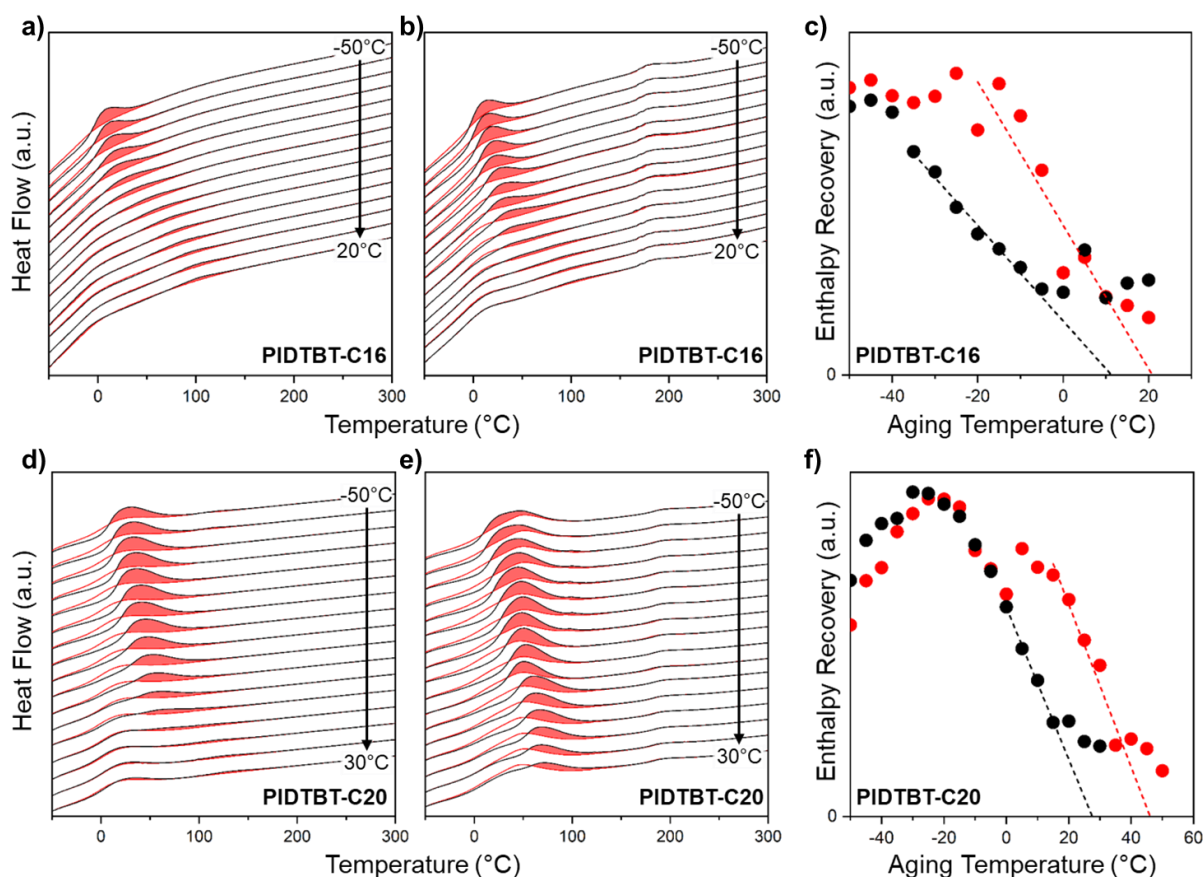 a)
b)
c)
Heat Flow (a.u.)
-50°C
20°C
PIDTBT-C16
0
100
200
300
-50°C
20°C
PIDTBT-C16
0
100
200
300
Temperature (°C)
Enthalpy Recovery (a.u.)
0
PIDTBT-C16
-40
-20
0
20
Aging Temperature (°C)
d)
e)
f)
Heat Flow (a.u.)
-50°C
30°C
PIDTBT-C20
0
100
200
300
-50°C
30°C
PIDTBT-C20
0
100
200
300
Temperature (°C)
Enthalpy Recovery (a.u.)
0
PIDTBT-C20
-40
-20
0
20
40
60
Aging Temperature (°C)